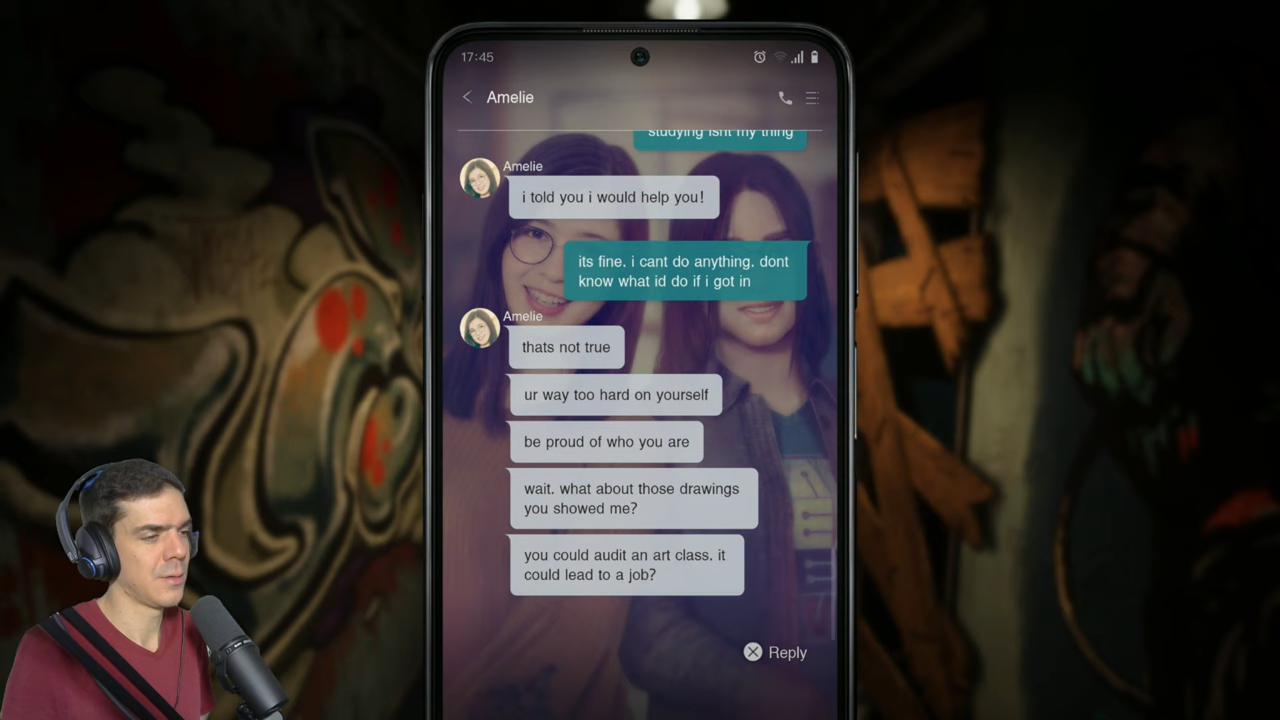 17:45
Amelie
studying isnt my thing
Amelie
i told you i would help you!
its fine. i cant do anything. dont
know what id do if i got in
Amelie
thats not true
ur way too hard on yourself
be proud of who you are
wait. what about those drawings
you showed me?
you could audit an art class. it
could lead to a job?
Reply